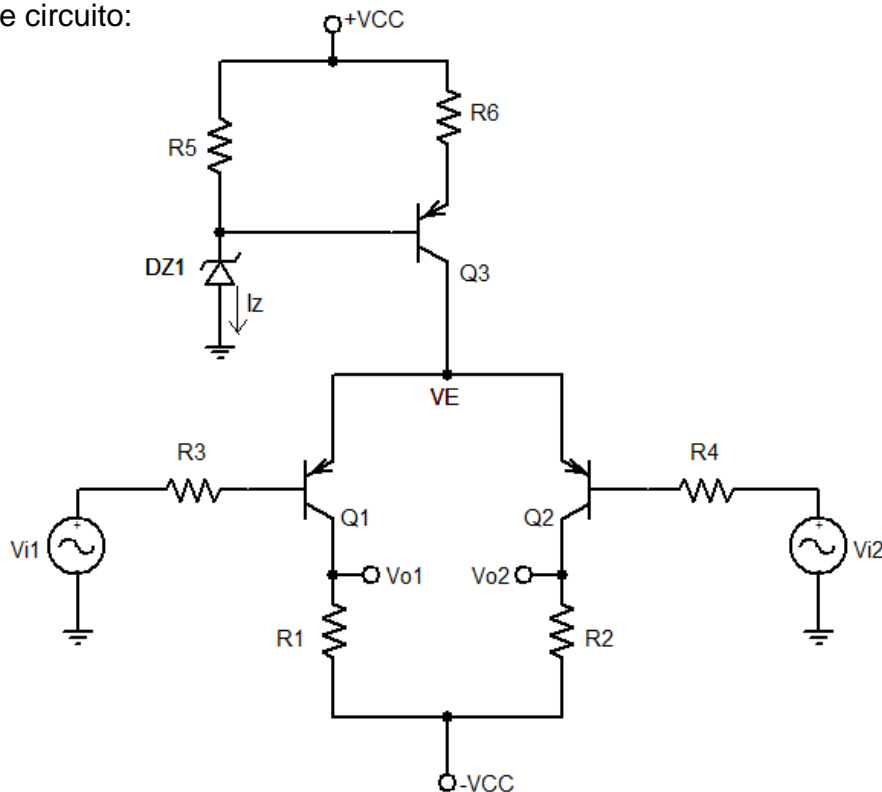 e circuito:
+VCC
R6
R5
DZ1
Iz
Q3
VE
R3
R4
Vi1
Q1
Q2
Vi2
Vo1
Vo2
R1
R2
-VCC